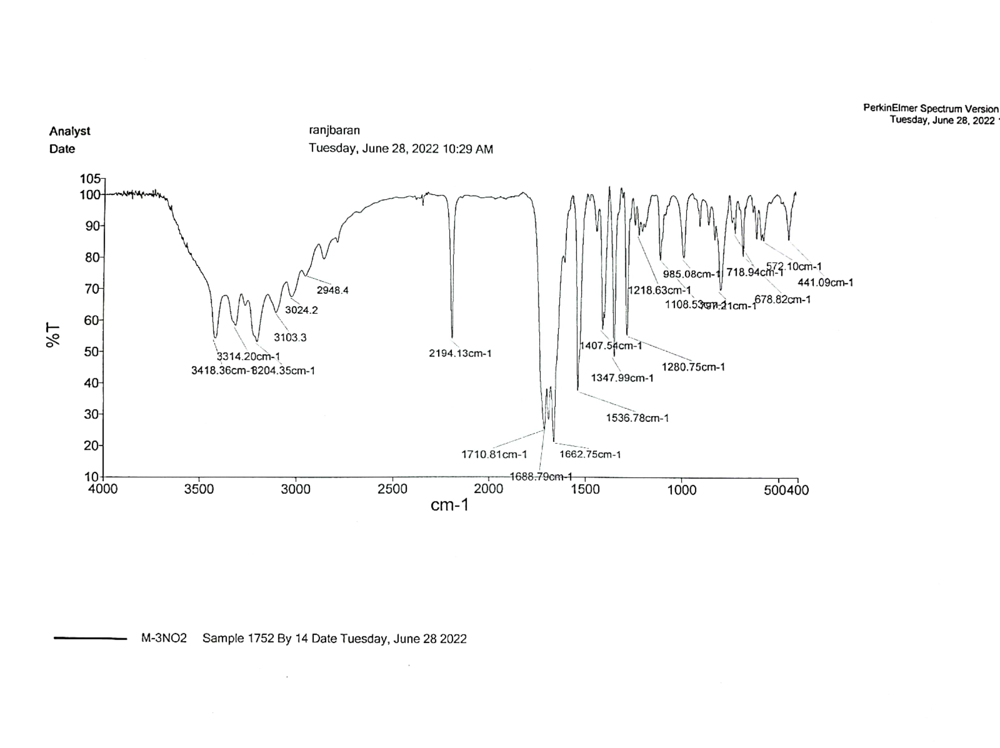 PerkinElmer Spectrum Version
Tuesday, June 28, 2022
Analyst ranjbaran
Date Tuesday, June 28, 2022 10:29 AM
105
100
90
80
70
60
50
40
30
20
10
%T
4000 3500 3000 2500 2000 1500 1000 500400
cm-1
2948.4
3024.2
3103.3
3314.20cm-1
3418.36cm-1
3204.35cm-1
2194.13cm-1
1710.81cm-1
1688.79cm-1
1662.75cm-1
1536.78cm-1
1407.54cm-1
1347.99cm-1
1280.75cm-1
1218.63cm-1
1108.53cm-1
985.08cm-1
797.21cm-1
718.94cm-1
678.82cm-1
572.10cm-1
441.09cm-1
M-3NO2 Sample 1752 By 14 Date Tuesday, June 28 2022